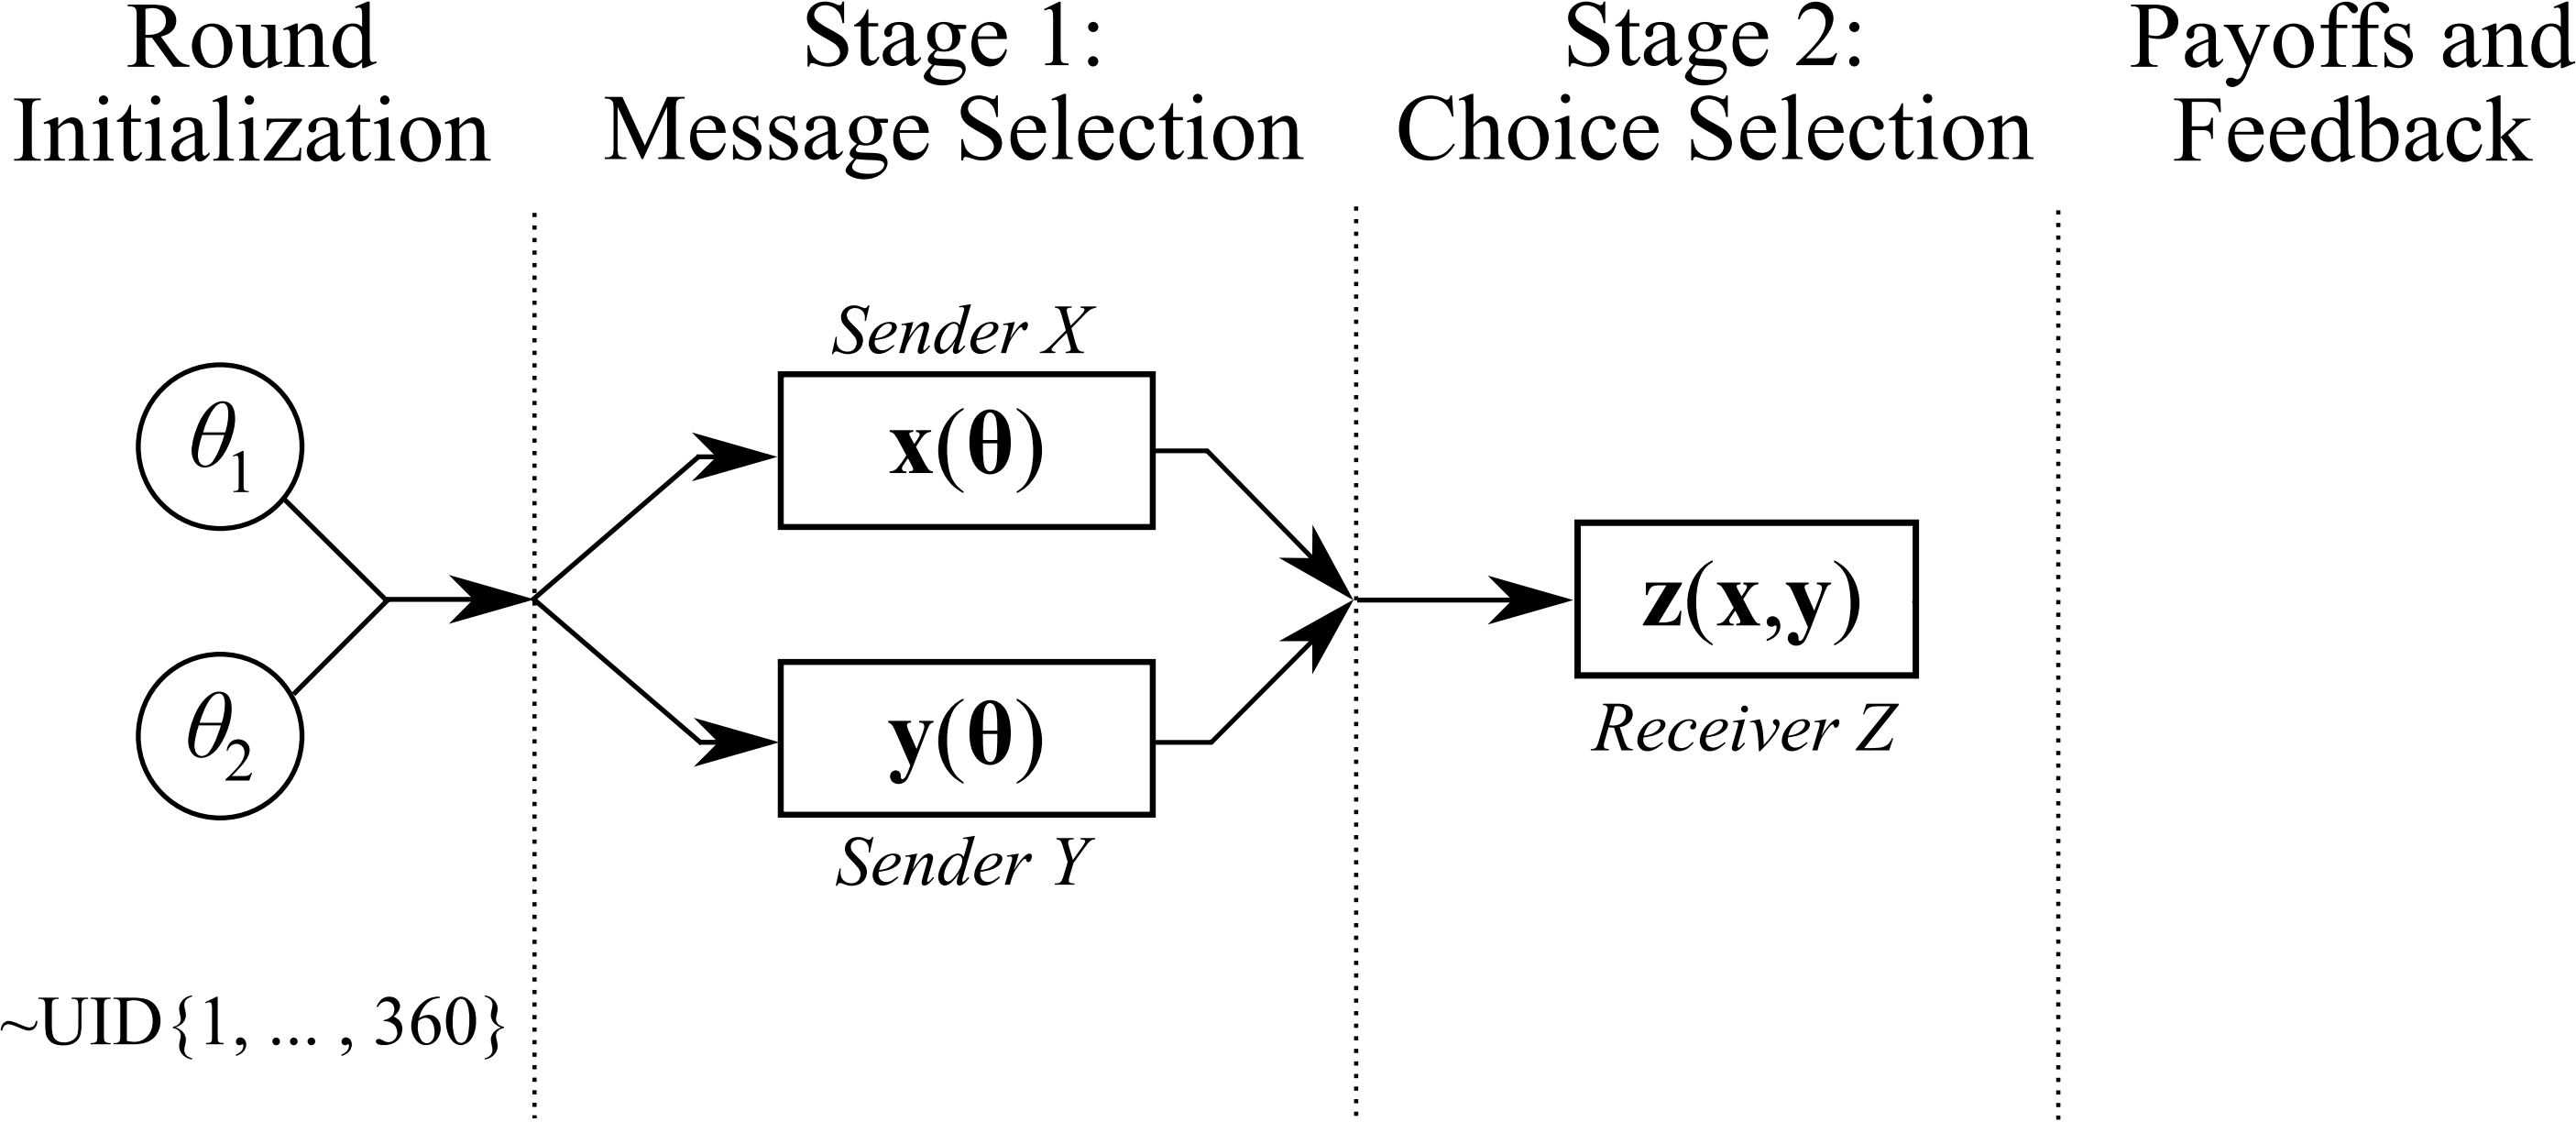 Round
Initialization
Stage 1:
Message Selection
Stage 2:
Choice Selection
Payoffs and
Feedback
θ1
θ2
~UID{1, ... , 360}
Sender X
x(θ)
y(θ)
Sender Y
z(x,y)
Receiver Z